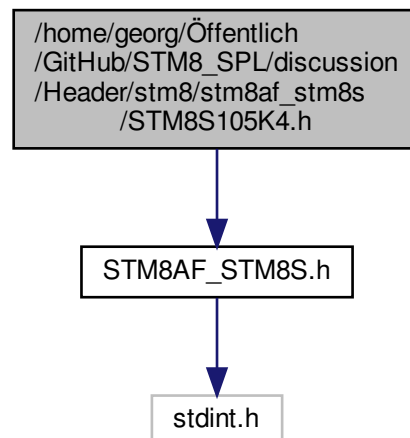 /home/georg/Öffentlich
/GitHub/STM8_SPL/discussion
/Header/stm8/stm8af_stm8s
/STM8S105K4.h
STM8AF_STM8S.h
stdint.h